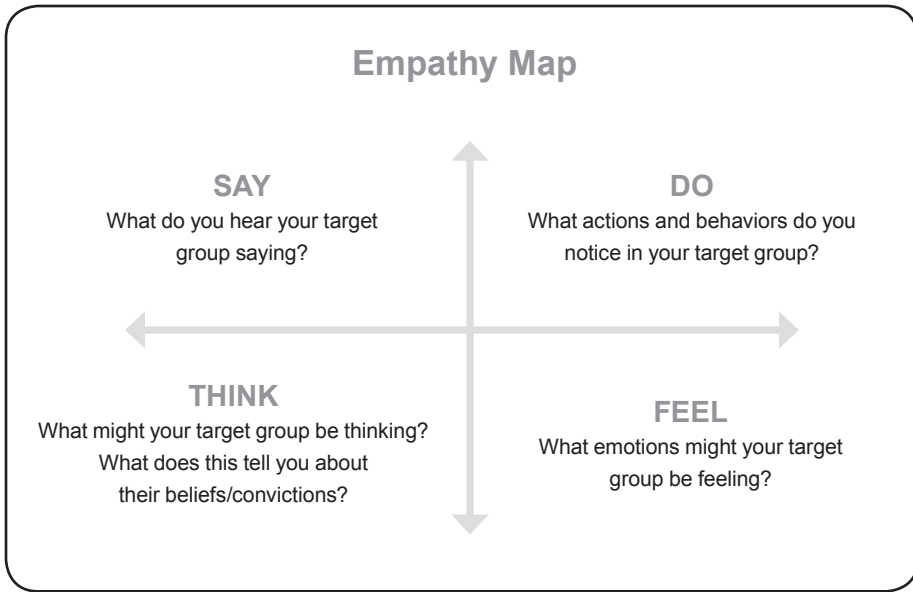 Empathy Map
SAY
What do you hear your target
group saying?
DO
What actions and behaviors do you
notice in your target group?
THINK
What might your target group be thinking?
What does this tell you about
their beliefs/convictions?
FEEL
What emotions might your target
group be feeling?